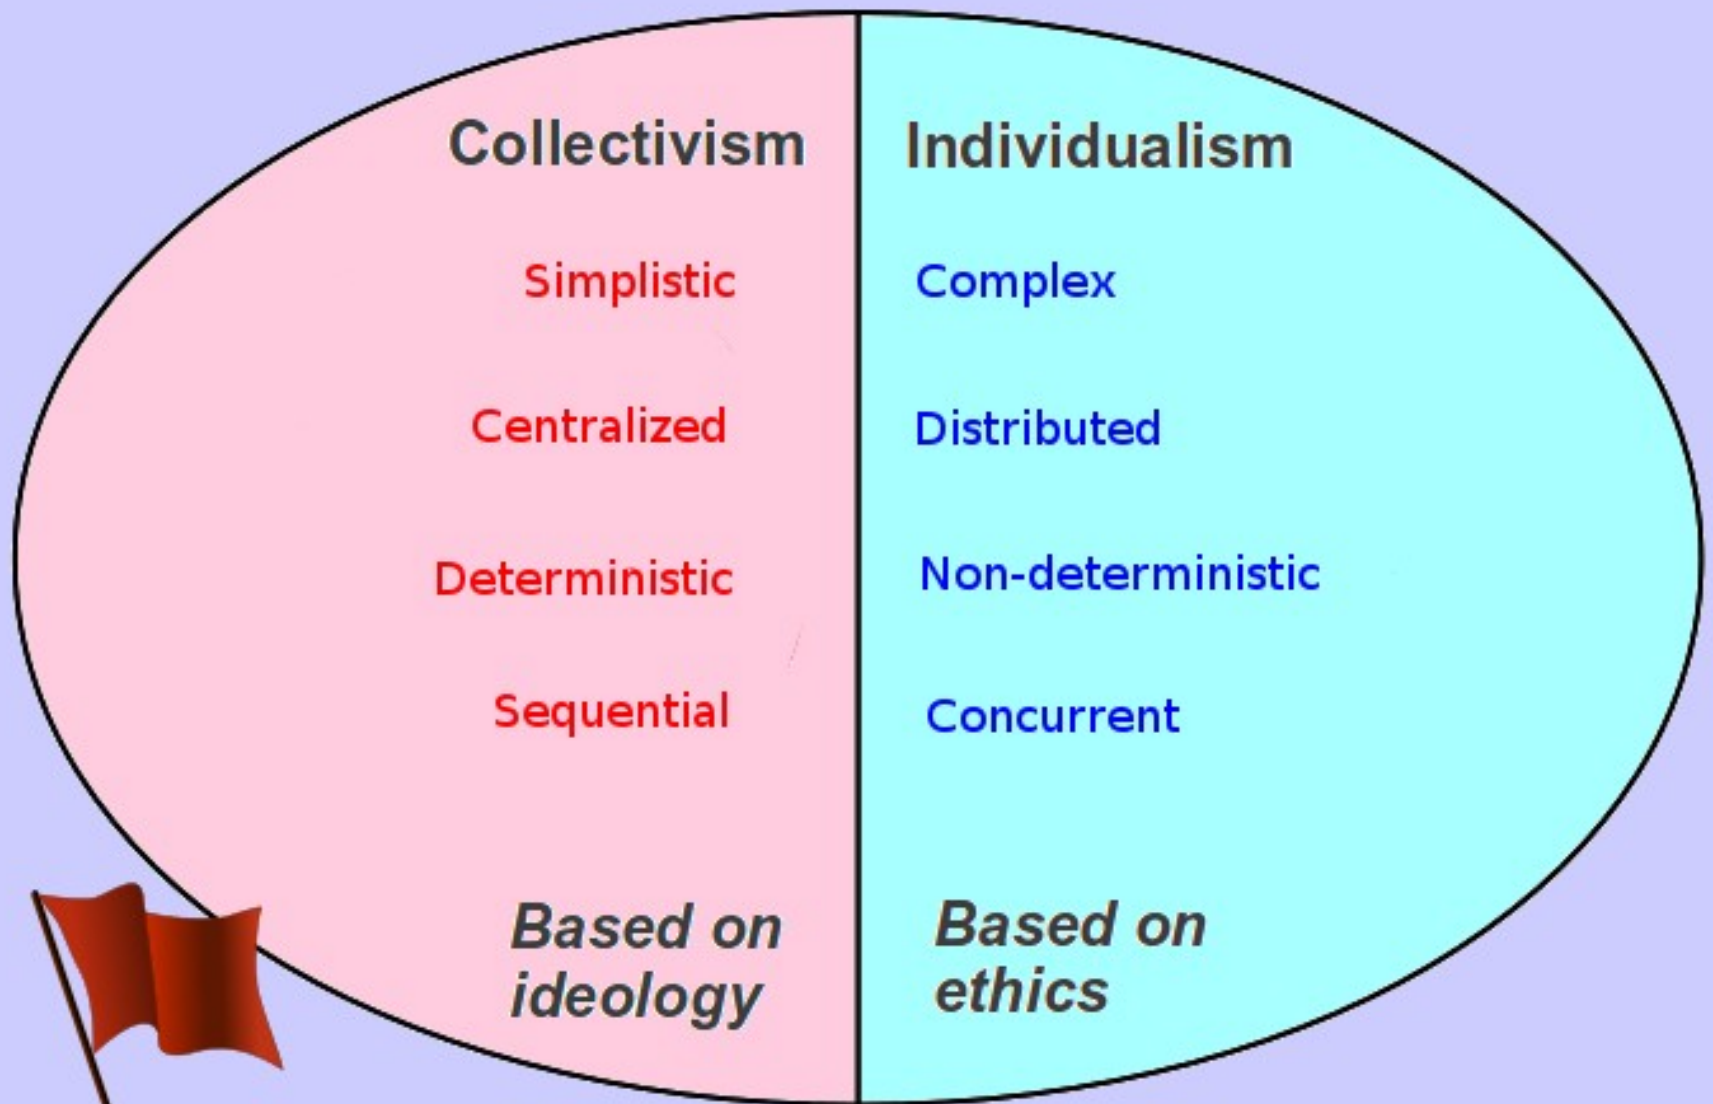 Collectivism
Individualism
Simplistic
Complex
Centralized
Distributed
Deterministic
Non-deterministic
Sequential
Concurrent
Based on
ideology
Based on
ethics